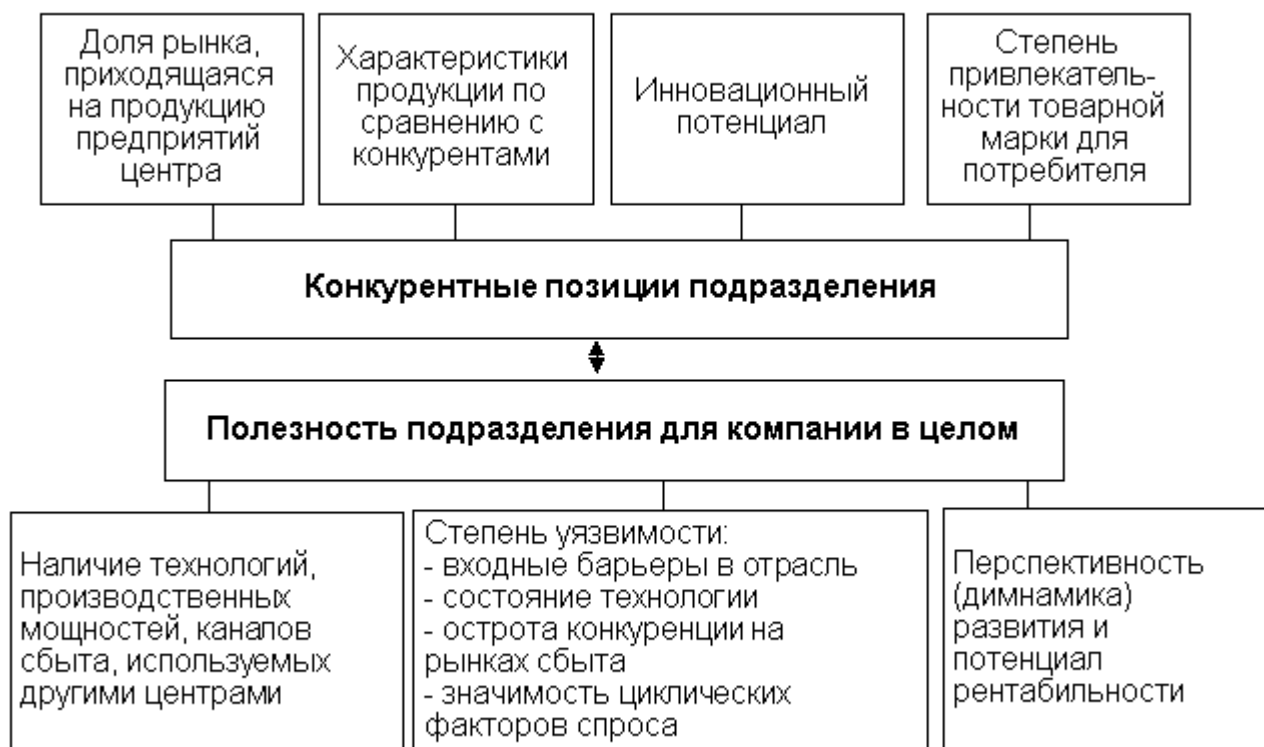 Доля рынка,
приходящаяся
на продукцию
предприятий
центра
Характеристики
продукции по
сравнению с
конкурентами
Инновационный
потенциал
Степень
привлекатель-
ности товарной
марки для
потребителя
Конкурентные позиции подразделения
Полезность подразделения для компании в целом
Наличие технологий,
производственных
мощностей, каналов
сбыта, используемых
другими центрами
Степень уязвимости:
- входные барьеры в отрасль
- состояние технологии
- острота конкуренции на
рынках сбыта
- значимость циклических
факторов спроса
Перспективность
(димнамика)
развития и
потенциал
рентабильности